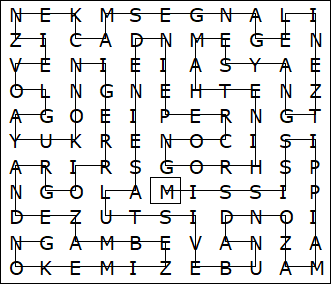 N E K M S E G N A L I
Z I C A D N M E G E N
V E N I E I A S Y A E
O L N G N E H T E N Z
A G O E I P E R N G T
Y U K R E N O C I S I
A R I R S G O R H S P
N G O L A M I S S I P
D E Z U T S I D N O I
N G A M B E V A N Z A
O K E M I Z E B U A M